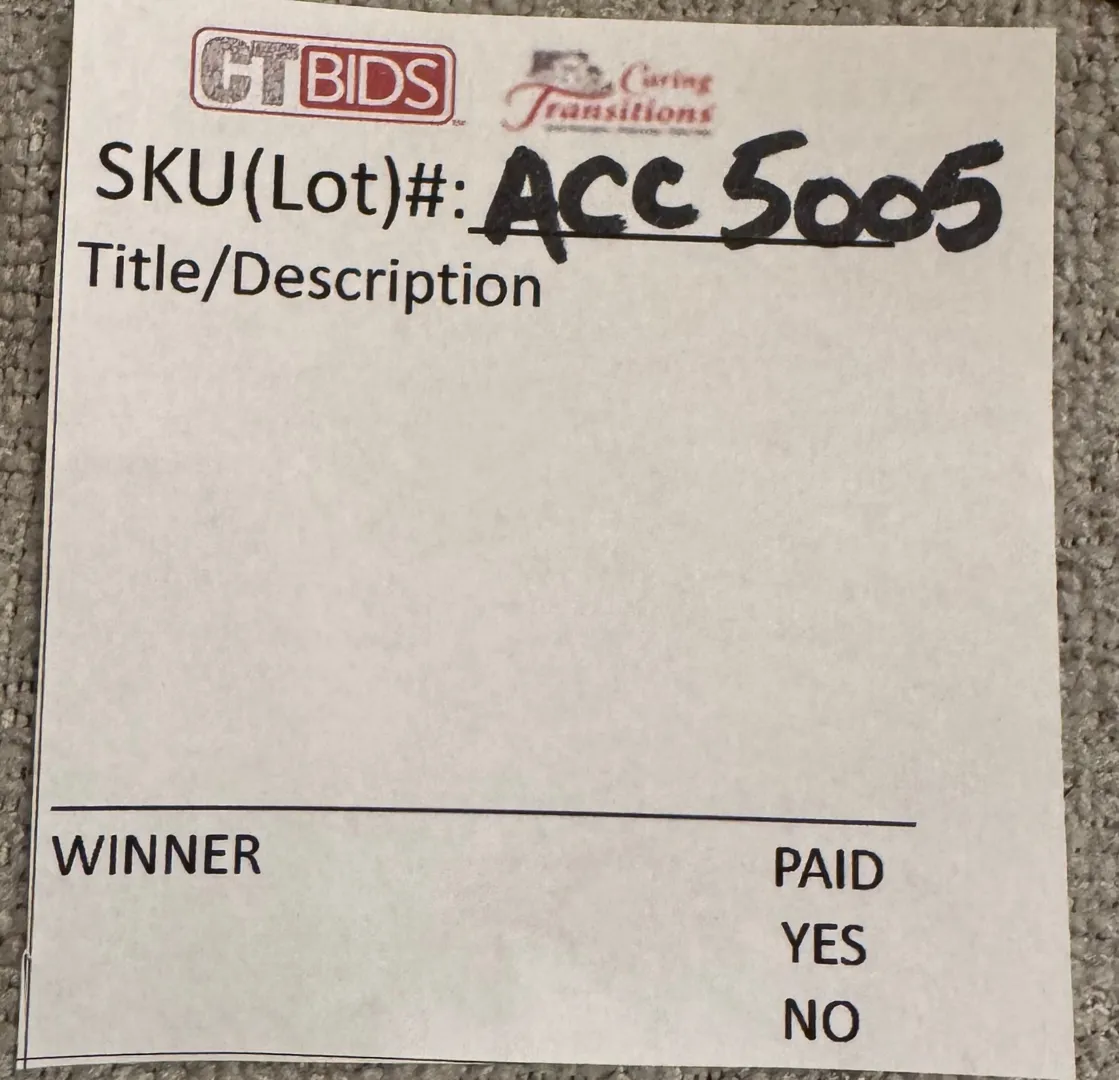 CTBIDS Caring Transitions
SKU(Lot)#: ACC 5005
Title/Description
WINNER PAID
YES
NO